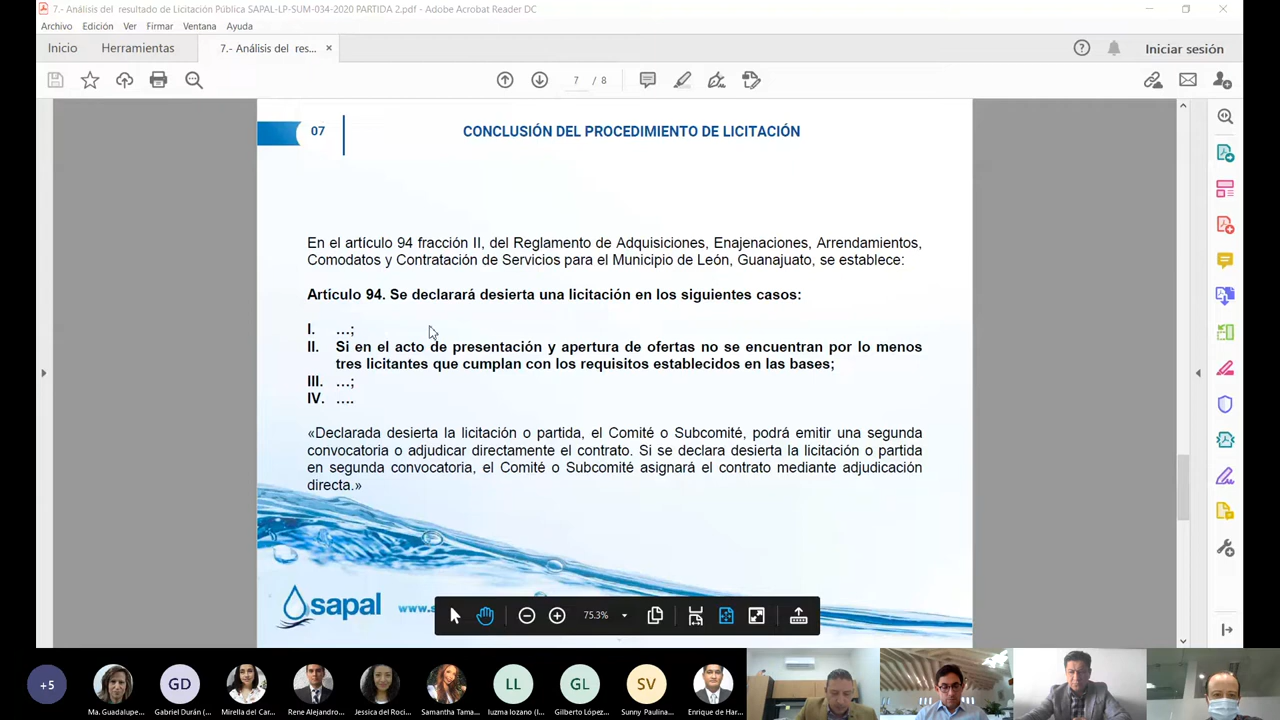 7.- Análisis del resultado de Licitación Pública SAPAL-LP-SUM-034-2020 PARTIDA 2.pdf - Adobe Acrobat Reader DC
Archivo Edición Ver Firmar Ventana Ayuda
Inicio Herramientas 7.- Análisis del res... × Iniciar sesión
7 / 8
07 CONCLUSIÓN DEL PROCEDIMIENTO DE LICITACIÓN
En el artículo 94 fracción II, del Reglamento de Adquisiciones, Enajenaciones, Arrendamientos,
Comodatos y Contratación de Servicios para el Municipio de León, Guanajuato, se establece:
Artículo 94. Se declarará desierta una licitación en los siguientes casos:
I. …;
II. Si en el acto de presentación y apertura de ofertas no se encuentran por lo menos
tres licitantes que cumplan con los requisitos establecidos en las bases;
III. …;
IV. ….
«Declarada desierta la licitación o partida, el Comité o Subcomité, podrá emitir una segunda
convocatoria o adjudicar directamente el contrato. Si se declara desierta la licitación o partida
en segunda convocatoria, el Comité o Subcomité asignará el contrato mediante adjudicación
directa.»
sapal www.s
75.3%
+5 GD LL GL SV
Ma. Guadalupe... Gabriel Durán (... Mirella del Car... Rene Alejandro... Jessica del Roci... Samantha Tama... luzma lozano (I... Gilberto López... Sunny Paulina... Enrique de Har...